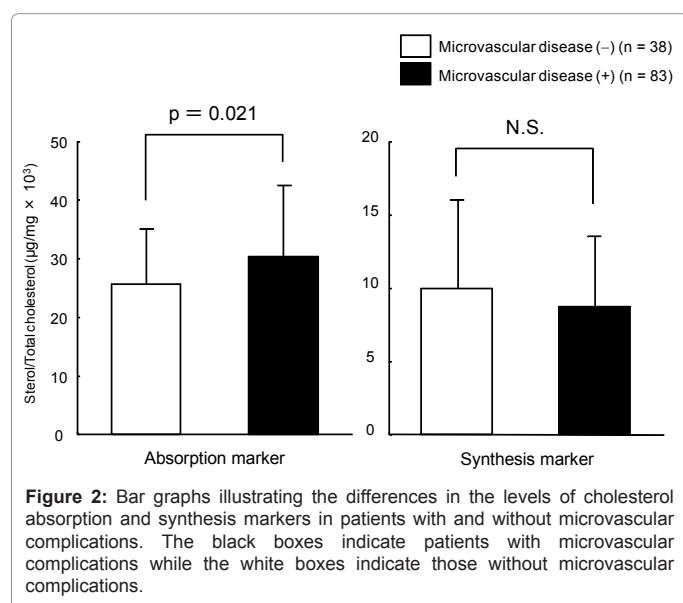 Microvascular disease (−) (n = 38)
Microvascular disease (+) (n = 83)
p = 0.021
N.S.
50
40
30
20
10
0
Sterol/Total cholesterol (µg/mg × 10³)
20
15
10
5
0
Absorption marker
Synthesis marker
Figure 2: Bar graphs illustrating the differences in the levels of cholesterol
absorption and synthesis markers in patients with and without microvascular
complications. The black boxes indicate patients with microvascular
complications while the white boxes indicate those without microvascular
complications.